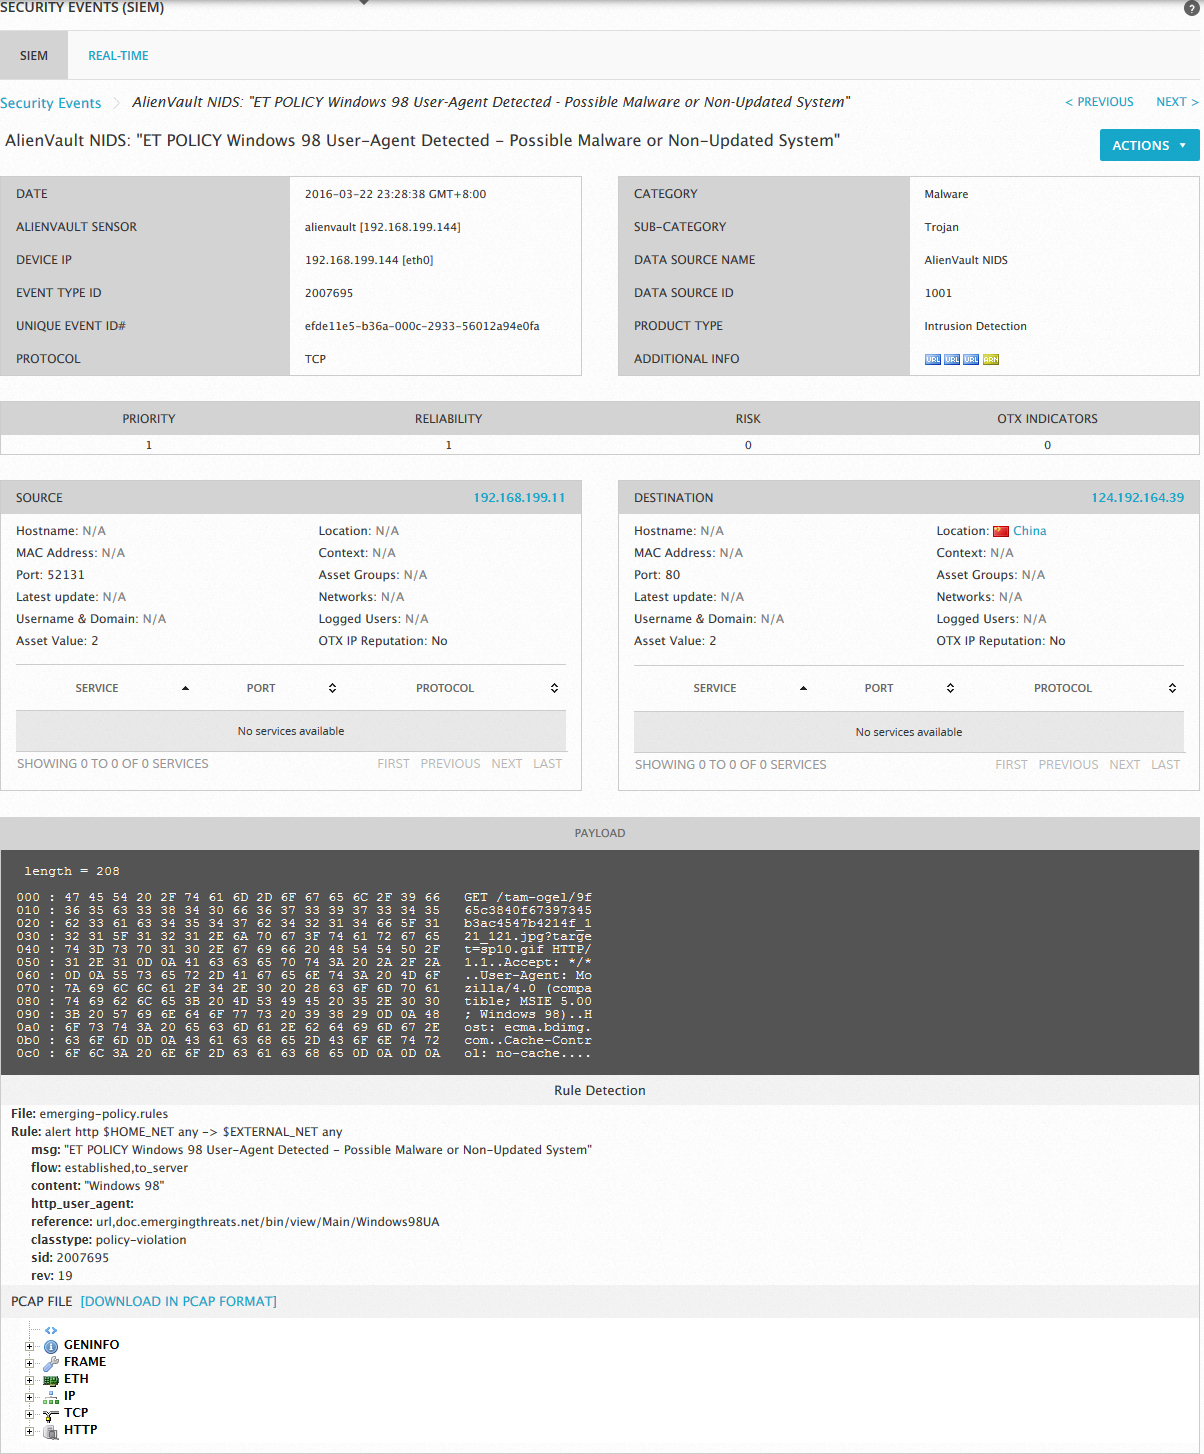 SECURITY EVENTS (SIEM)
?
SIEM
REAL-TIME
Security Events
AlienVault NIDS: "ET POLICY Windows 98 User-Agent Detected - Possible Malware or Non-Updated System"
< PREVIOUS
NEXT >
AlienVault NIDS: "ET POLICY Windows 98 User-Agent Detected - Possible Malware or Non-Updated System"
ACTIONS
DATE 2016-03-22 23:28:38 GMT+8:00
ALIENVAULT SENSOR alienvault [192.168.199.144]
DEVICE IP 192.168.199.144 [eth0]
EVENT TYPE ID 2007695
UNIQUE EVENT ID# efde11e5-b36a-000c-2933-56012a94e0fa
PROTOCOL TCP
CATEGORY Malware
SUB-CATEGORY Trojan
DATA SOURCE NAME AlienVault NIDS
DATA SOURCE ID 1001
PRODUCT TYPE Intrusion Detection
ADDITIONAL INFO URL URL URL ARN
PRIORITY RELIABILITY RISK OTX INDICATORS
1 1 0 0
SOURCE 192.168.199.11
Hostname: N/A Location: N/A
MAC Address: N/A Context: N/A
Port: 52131 Asset Groups: N/A
Latest update: N/A Networks: N/A
Username & Domain: N/A Logged Users: N/A
Asset Value: 2 OTX IP Reputation: No
SERVICE PORT PROTOCOL
No services available
SHOWING 0 TO 0 OF 0 SERVICES FIRST PREVIOUS NEXT LAST
DESTINATION 124.192.164.39
Hostname: N/A Location: China
MAC Address: N/A Context: N/A
Port: 80 Asset Groups: N/A
Latest update: N/A Networks: N/A
Username & Domain: N/A Logged Users: N/A
Asset Value: 2 OTX IP Reputation: No
SERVICE PORT PROTOCOL
No services available
SHOWING 0 TO 0 OF 0 SERVICES FIRST PREVIOUS NEXT LAST
PAYLOAD
length = 208
000 : 47 45 54 20 2F 74 61 6D 2D 6F 67 65 6C 2F 39 66 GET /tam-ogel/9f
010 : 36 35 63 33 38 34 30 66 36 37 33 39 37 33 34 35 65c3840f67397345
020 : 62 33 61 63 34 35 34 37 62 34 32 31 34 66 5F 31 b3ac4547b4214f_1
030 : 32 31 5F 31 32 31 2E 6A 70 67 3F 74 61 72 67 65 21_121.jpg?targe
040 : 74 3D 73 70 31 30 2E 67 69 66 20 48 54 54 50 2F t=sp10.gif HTTP/
050 : 31 2E 31 0D 0A 41 63 63 65 70 74 3A 20 2A 2F 2A 1.1..Accept: */*
060 : 0D 0A 55 73 65 72 2D 41 67 65 6E 74 3A 20 4D 6F ..User-Agent: Mo
070 : 7A 69 6C 6C 61 2F 34 2E 30 20 28 63 6F 6D 70 61 zilla/4.0 (compa
080 : 74 69 62 6C 65 3B 20 4D 53 49 45 20 35 2E 30 30 tible; MSIE 5.00
090 : 3B 20 57 69 6E 64 6F 77 73 20 39 38 29 0D 0A 48 ; Windows 98)..H
0a0 : 6F 73 74 3A 20 65 63 6D 61 2E 62 64 69 6D 67 2E ost: ecma.bdimg.
0b0 : 63 6F 6D 0D 0A 43 61 63 68 65 2D 43 6F 6E 74 72 com..Cache-Contr
0c0 : 6F 6C 3A 20 6E 6F 2D 63 61 63 68 65 0D 0A 0D 0A ol: no-cache....
Rule Detection
File: emerging-policy.rules
Rule: alert http $HOME_NET any -> $EXTERNAL_NET any
msg: "ET POLICY Windows 98 User-Agent Detected - Possible Malware or Non-Updated System"
flow: established,to_server
content: "Windows 98"
http_user_agent:
reference: url,doc.emergingthreats.net/bin/view/Main/Windows98UA
classtype: policy-violation
sid: 2007695
rev: 19
PCAP FILE [DOWNLOAD IN PCAP FORMAT]
GENINFO
FRAME
ETH
IP
TCP
HTTP